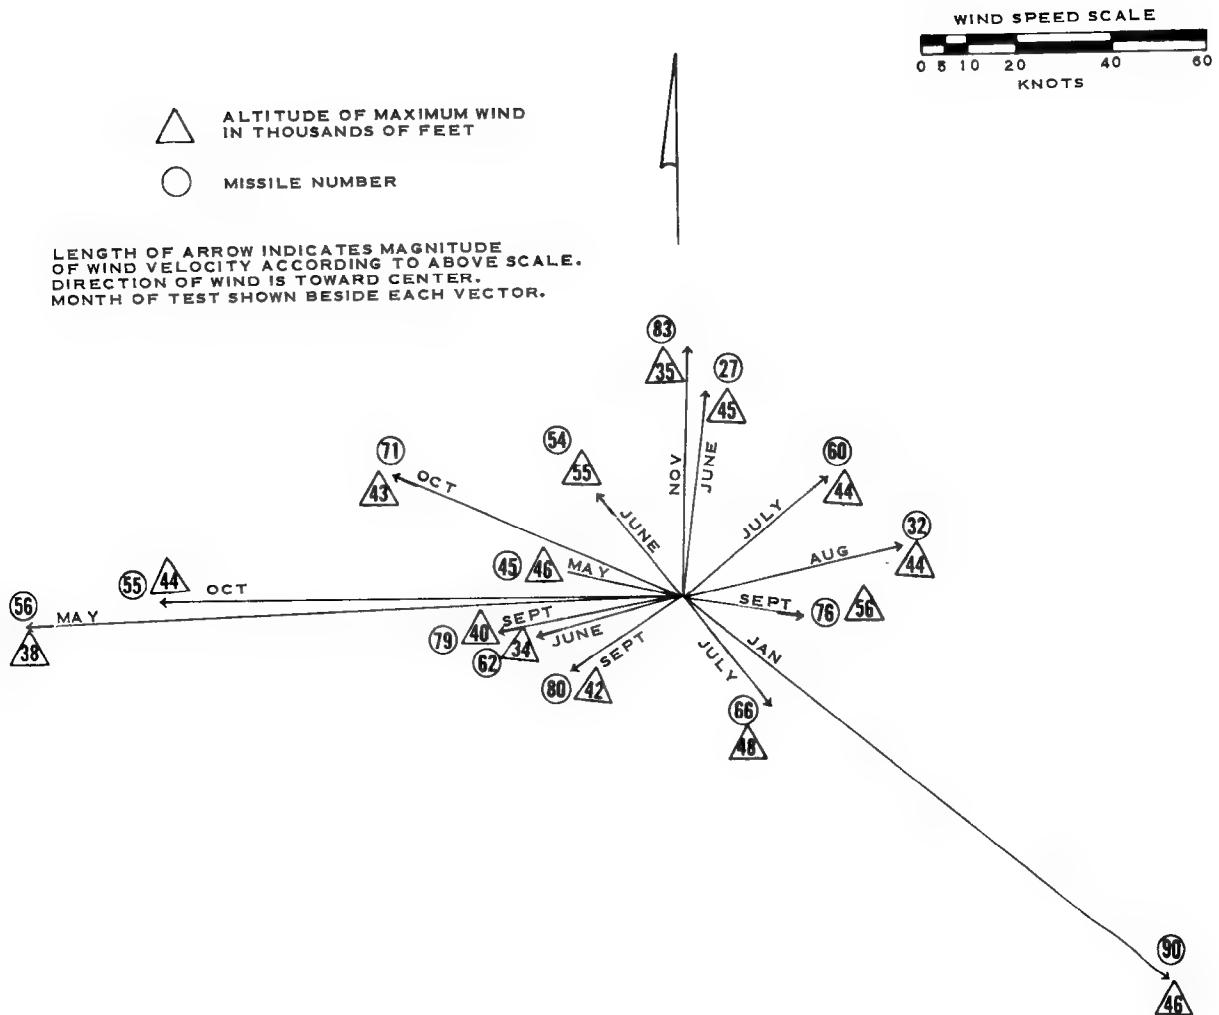 WIND SPEED SCALE
0 5 10 20 40 60
KNOTS
ALTITUDE OF MAXIMUM WIND
IN THOUSANDS OF FEET
MISSILE NUMBER
LENGTH OF ARROW INDICATES MAGNITUDE
OF WIND VELOCITY ACCORDING TO ABOVE SCALE.
DIRECTION OF WIND IS TOWARD CENTER.
MONTH OF TEST SHOWN BESIDE EACH VECTOR.
83
35
NOV
27
45
JUNE
60
44
JULY
32
44
AUG
76
56
SEPT
90
46
JAN
66
48
JULY
80
42
SEPT
62
34
JUNE
79
40
SEPT
56
38
MAY
55
44
OCT
45
46
MAY
71
43
OCT
54
55
JUNE